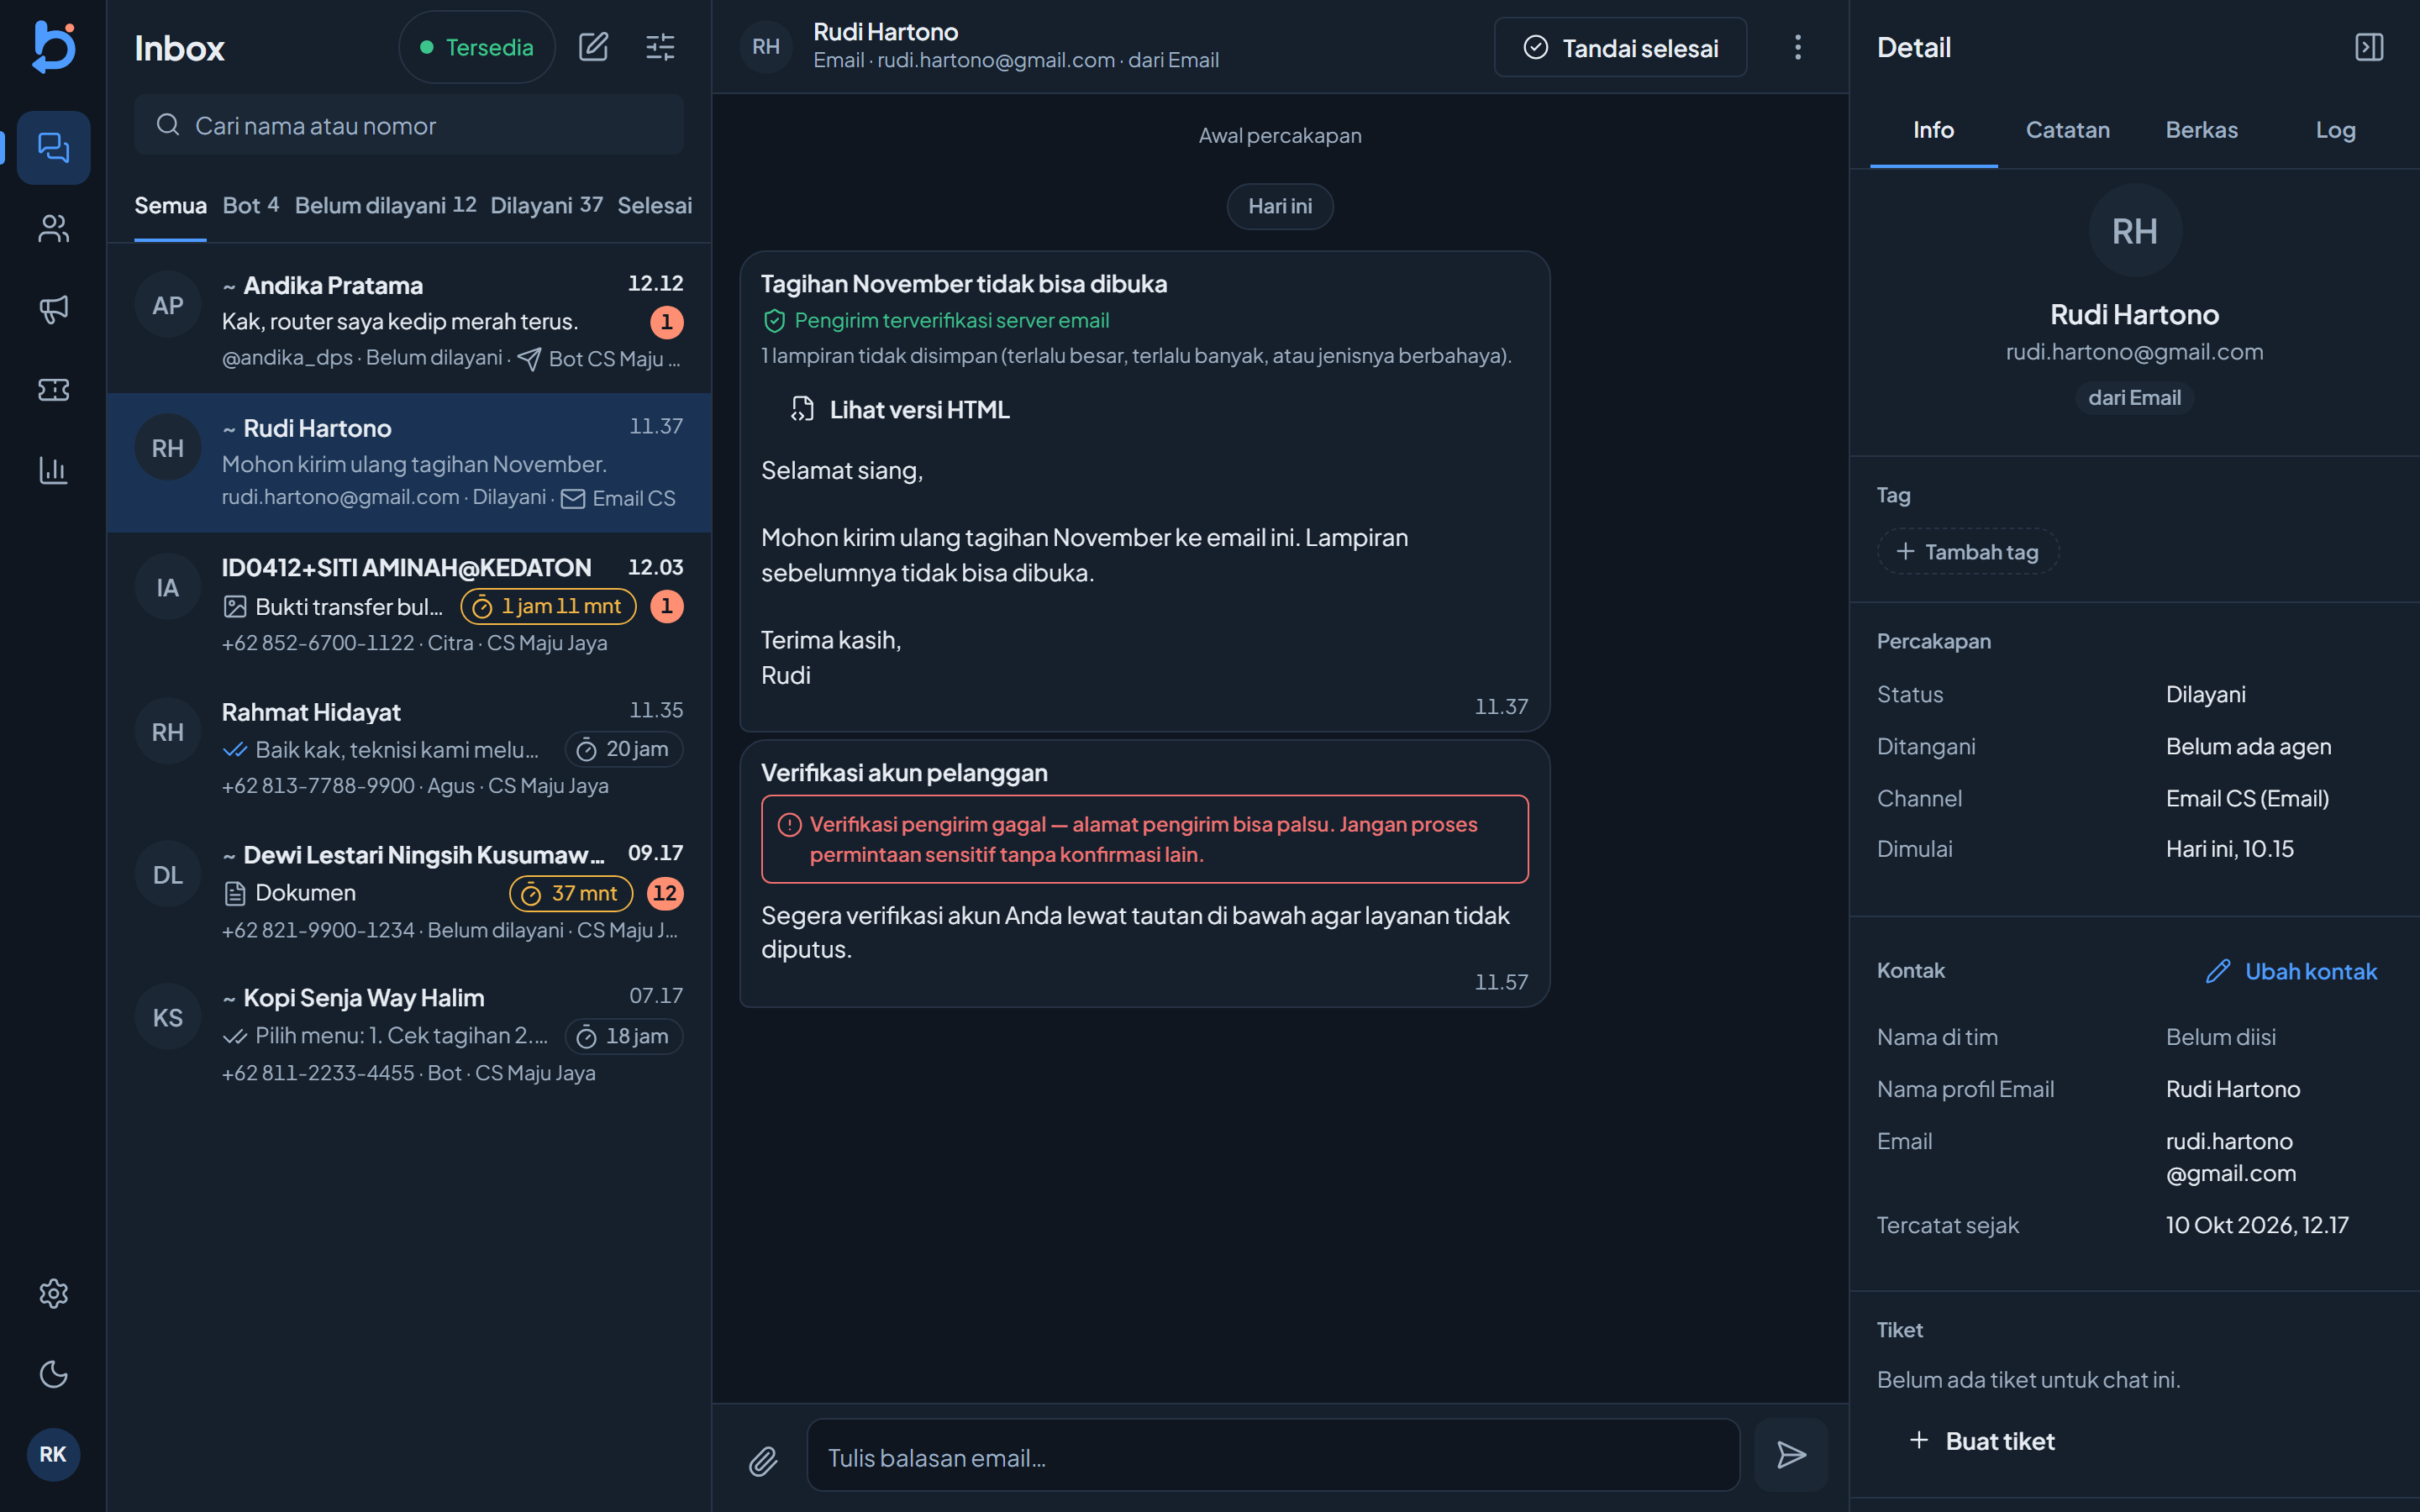 Inbox
Tersedia
Cari nama atau nomor
Semua Bot 4 Belum dilayani 12 Dilayani 37 Selesai
AP
~ Andika Pratama 12.12
Kak, router saya kedip merah terus. 1
@andika_dps · Belum dilayani · Bot CS Maju ...
RH
~ Rudi Hartono 11.37
Mohon kirim ulang tagihan November.
rudi.hartono@gmail.com · Dilayani · Email CS
IA
ID0412+SITI AMINAH@KEDATON 12.03
Bukti transfer bul... 1 jam 11 mnt 1
+62 852-6700-1122 · Citra · CS Maju Jaya
RH
Rahmat Hidayat 11.35
Baik kak, teknisi kami melu... 20 jam
+62 813-7788-9900 · Agus · CS Maju Jaya
DL
~ Dewi Lestari Ningsih Kusumaw... 09.17
Dokumen 37 mnt 12
+62 821-9900-1234 · Belum dilayani · CS Maju J...
KS
~ Kopi Senja Way Halim 07.17
Pilih menu: 1. Cek tagihan 2.... 18 jam
+62 811-2233-4455 · Bot · CS Maju Jaya
RK
RH
Rudi Hartono
Email · rudi.hartono@gmail.com · dari Email
Tandai selesai
Awal percakapan
Hari ini
Tagihan November tidak bisa dibuka
Pengirim terverifikasi server email
1 lampiran tidak disimpan (terlalu besar, terlalu banyak, atau jenisnya berbahaya).
Lihat versi HTML
Selamat siang,
Mohon kirim ulang tagihan November ke email ini. Lampiran
sebelumnya tidak bisa dibuka.
Terima kasih,
Rudi
11.37
Verifikasi akun pelanggan
Verifikasi pengirim gagal — alamat pengirim bisa palsu. Jangan proses
permintaan sensitif tanpa konfirmasi lain.
Segera verifikasi akun Anda lewat tautan di bawah agar layanan tidak
diputus.
11.57
Tulis balasan email...
Detail
Info Catatan Berkas Log
RH
Rudi Hartono
rudi.hartono@gmail.com
dari Email
Tag
Tambah tag
Percakapan
Status Dilayani
Ditangani Belum ada agen
Channel Email CS (Email)
Dimulai Hari ini, 10.15
Kontak Ubah kontak
Nama di tim Belum diisi
Nama profil Email Rudi Hartono
Email rudi.hartono
@gmail.com
Tercatat sejak 10 Okt 2026, 12.17
Tiket
Belum ada tiket untuk chat ini.
Buat tiket